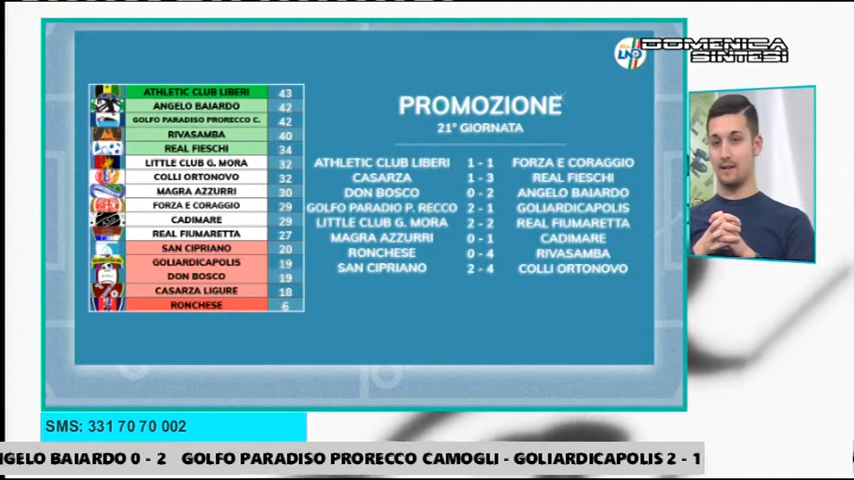 LND
DOMENICA
SINTESI
ATHLETIC CLUB LIBERI 43
ANGELO BAIARDO 42
GOLFO PARADISO PRORECCO C. 42
RIVASAMBA 40
REAL FIESCHI 34
LITTLE CLUB G. MORA 32
COLLI ORTONOVO 32
MAGRA AZZURRI 30
FORZA E CORAGGIO 29
CADIMARE 29
REAL FIUMARETTA 27
SAN CIPRIANO 20
GOLIARDICAPOLIS 19
DON BOSCO 19
CASARZA LIGURE 18
RONCHESE 6
PROMOZIONE
21° GIORNATA
ATHLETIC CLUB LIBERI 1 - 1 FORZA E CORAGGIO
CASARZA 1 - 3 REAL FIESCHI
DON BOSCO 0 - 2 ANGELO BAIARDO
GOLFO PARADIO P. RECCO 2 - 1 GOLIARDICAPOLIS
LITTLE CLUB G. MORA 2 - 2 REAL FIUMARETTA
MAGRA AZZURRI 0 - 1 CADIMARE
RONCHESE 0 - 4 RIVASAMBA
SAN CIPRIANO 2 - 4 COLLI ORTONOVO
SMS: 331 70 70 002
NGELO BAIARDO 0 - 2 GOLFO PARADISO PRORECCO CAMOGLI - GOLIARDICAPOLIS 2 - 1